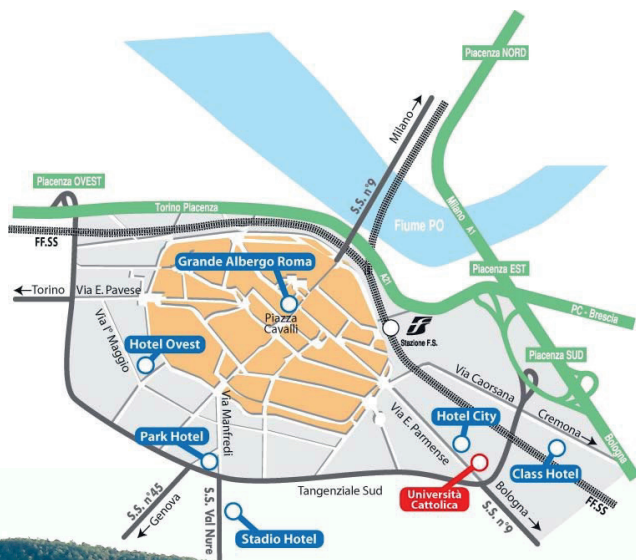 Piacenza NORD
Milano
S.S. n°9
Piacenza OVEST
Torino Piacenza
FF.SS
Fiume PO
Milano A1
A21
Piacenza EST
PC - Brescia
Grande Albergo Roma
Piazza
Cavalli
Torino
Via E. Pavese
Stazione F.S.
Via Iº Maggio
Hotel Ovest
Piacenza SUD
Via Caorsana
Via Manfredi
Via E. Parmense
Hotel City
Cremona
Bologna
Park Hotel
Class Hotel
Università
Cattolica
Tangenziale Sud
Bologna
FF.SS
S.S. n°45
Genova
S.S. Val Nure
S.S. n°9
Stadio Hotel